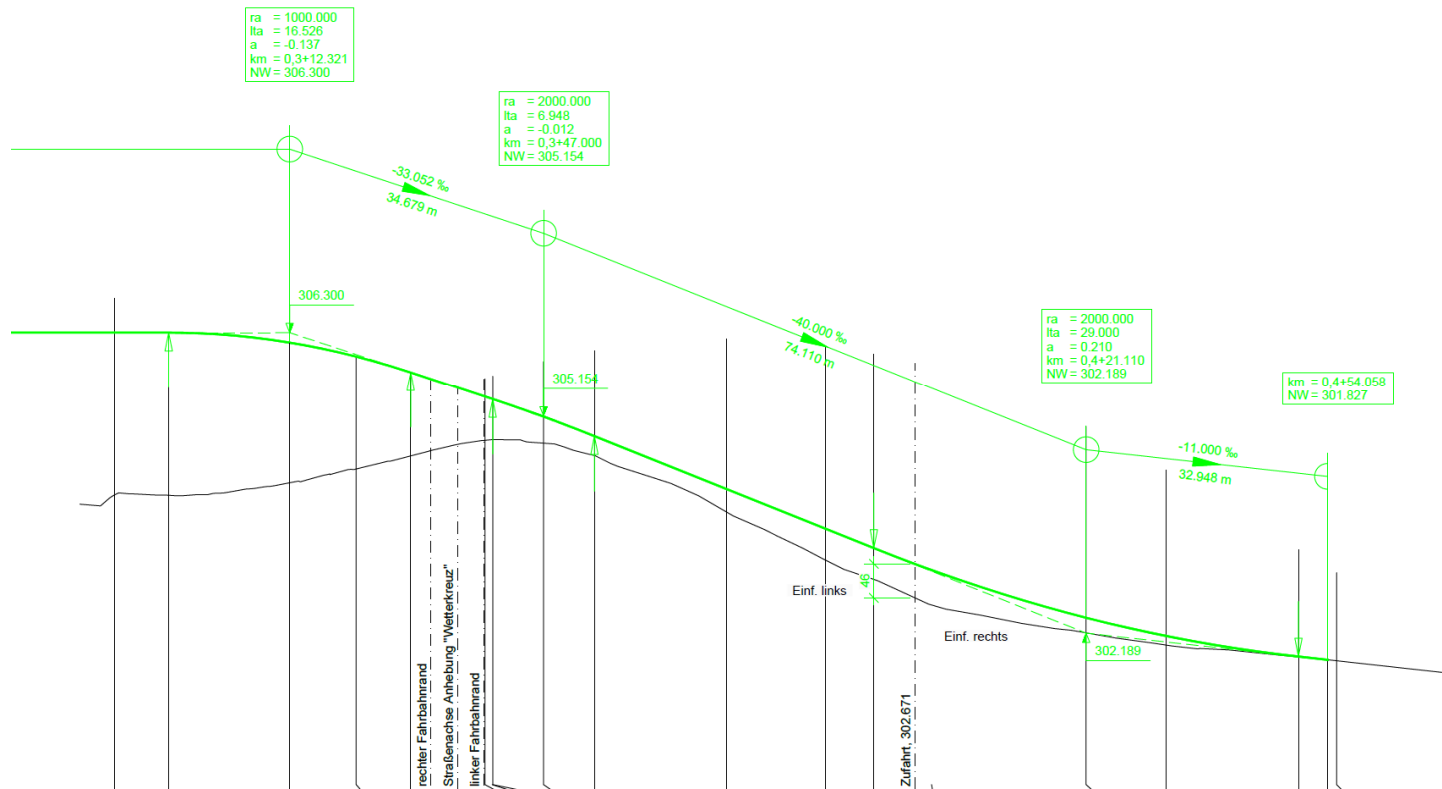 ra = 1000.000
lta = 16.526
a = -0.137
km = 0,3+12.321
NW = 306.300
ra = 2000.000
lta = 6.948
a = -0.012
km = 0,3+47.000
NW = 305.154
-33.052 ‰
34.679 m
306.300
305.154
-40.000 ‰
74.110 m
ra = 2000.000
lta = 29.000
a = 0.210
km = 0,4+21.110
NW = 302.189
km = 0,4+54.058
NW = 301.827
-11.000 ‰
32.948 m
46
Einf. links
Einf. rechts
302.189
rechter Fahrbahnrand
Straßenachse Anhebung "Wetterkreuz"
linker Fahrbahnrand
Zufahrt, 302.671